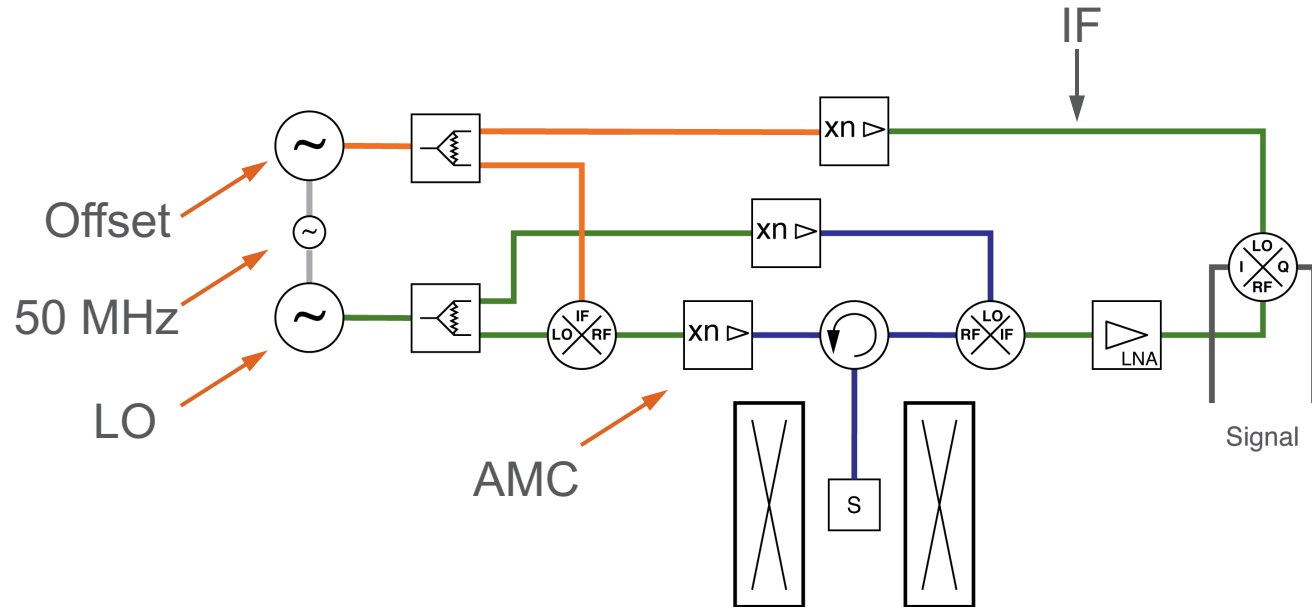 IF
xn
~
Offset
xn
LO
I Q
RF
~
50 MHz
~
IF
LO RF
xn
LO
RF IF
LNA
LO
AMC
Signal
S